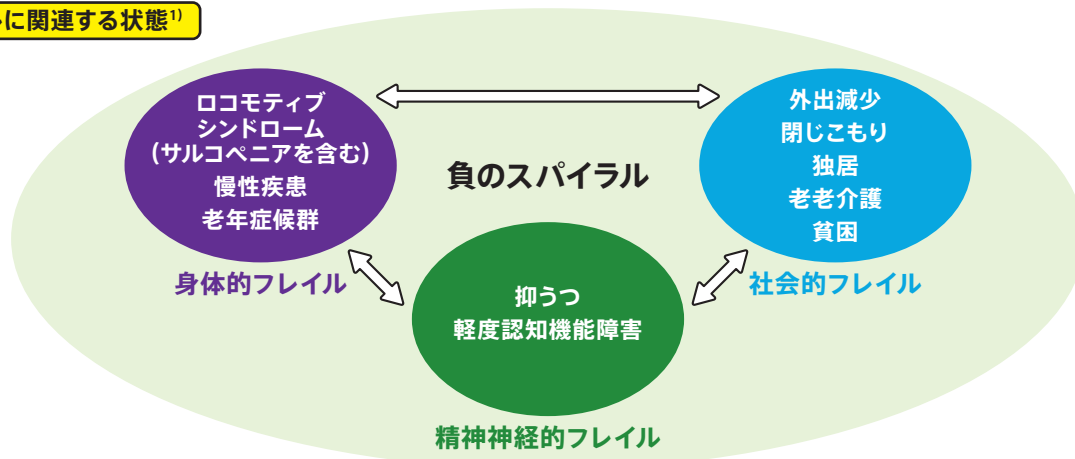 に関連する状態1)
ロコモティブ
シンドローム
(サルコペニアを含む)
慢性疾患
老年症候群
身体的フレイル
負のスパイラル
外出減少
閉じこもり
独居
老老介護
貧困
社会的フレイル
抑うつ
軽度認知機能障害
精神神経的フレイル